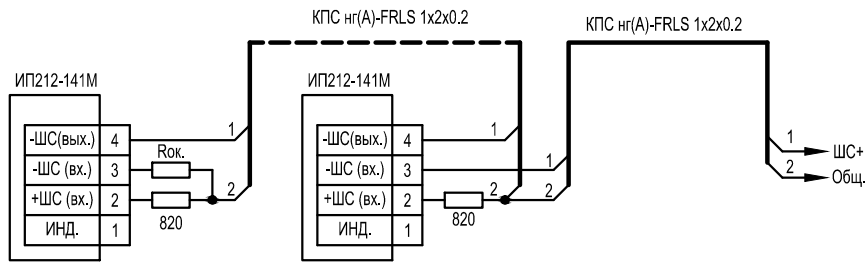 КПС нг(А)-FRLS 1x2x0.2
КПС нг(А)-FRLS 1x2x0.2
ИП212-141М
-ШС(вых.) 4
-ШС (вх.) 3
+ШС (вх.) 2
ИНД. 1
Rок.
820
1
2
ИП212-141М
-ШС(вых.) 4
-ШС (вх.) 3
+ШС (вх.) 2
ИНД. 1
820
1
2
1
2
1 ШС+
2 Общ.